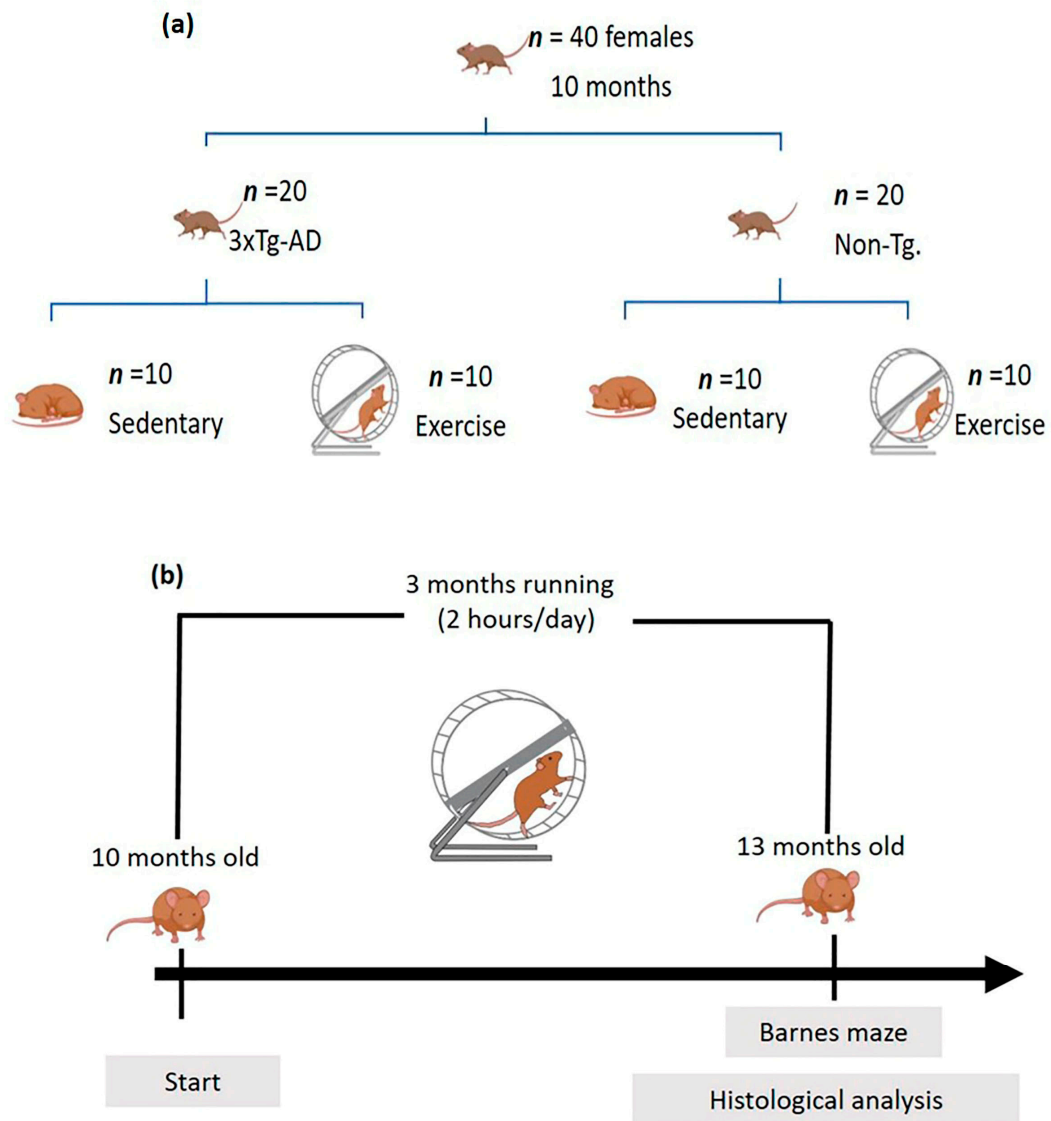 (a)
n = 40 females
10 months
n =20
3xTg-AD
n = 20
Non-Tg.
n =10
Sedentary
n =10
Exercise
n =10
Sedentary
n =10
Exercise
(b)
3 months running
(2 hours/day)
10 months old
13 months old
Start
Barnes maze
Histological analysis